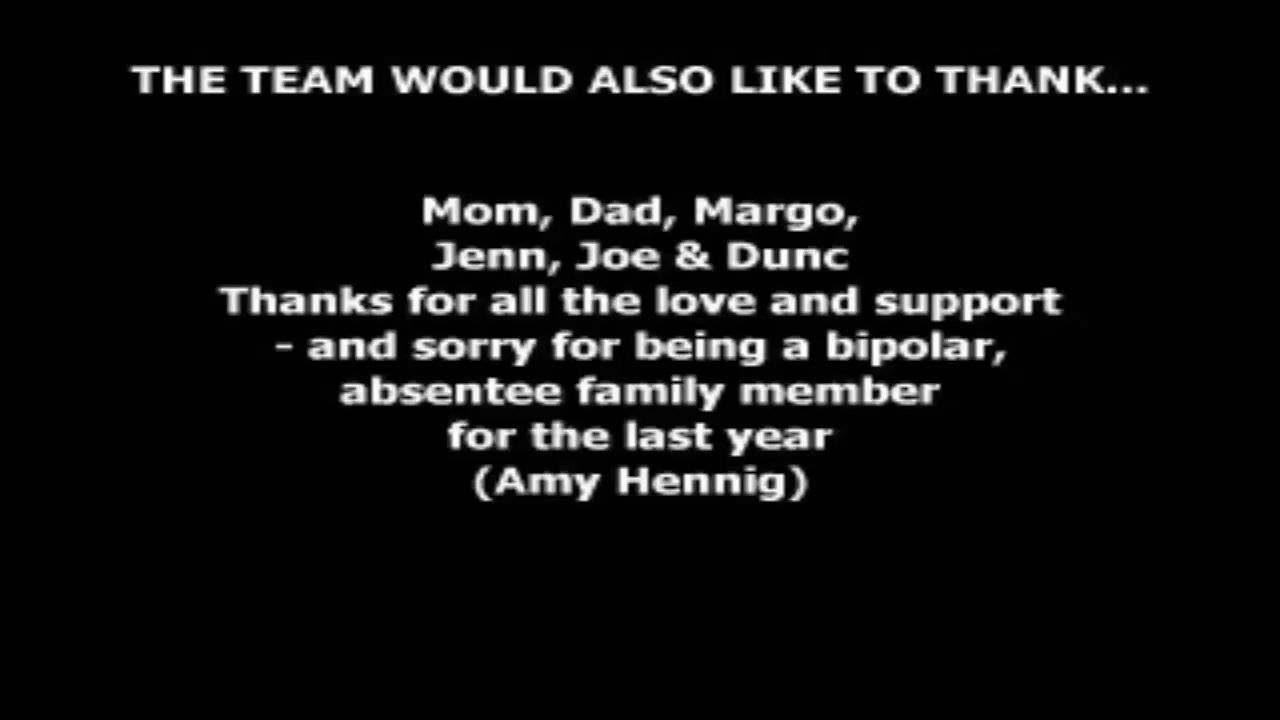 THE TEAM WOULD ALSO LIKE TO THANK...
Mom, Dad, Margo,
Jenn, Joe & Dunc
Thanks for all the love and support
- and sorry for being a bipolar,
absentee family member
for the last year
(Amy Hennig)